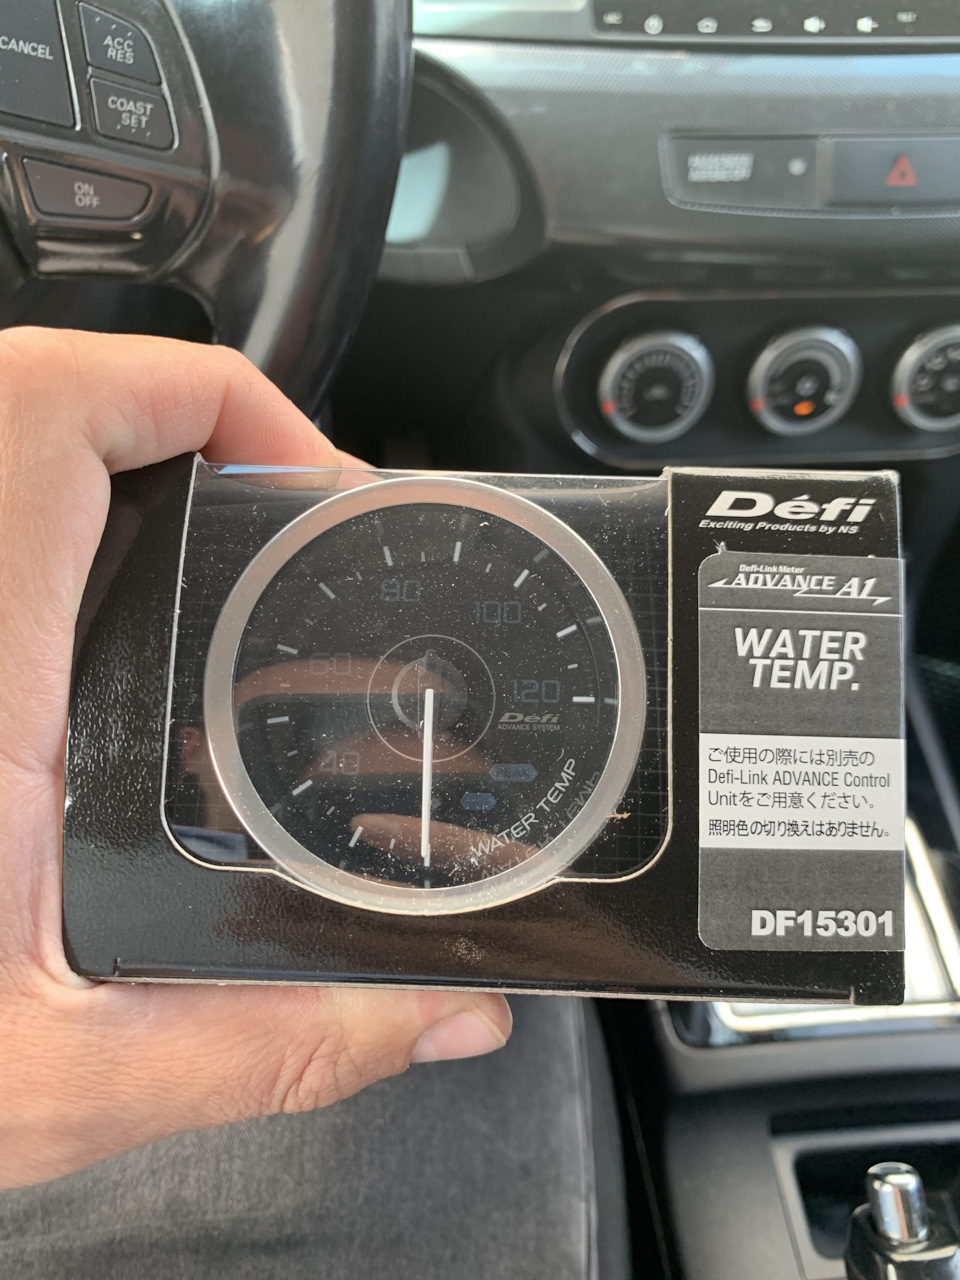 CANCEL
ACC
RES
COAST
SET
ON
OFF
Défi
Exciting Products by NS
Defi-Link Meter
ADVANCE A1
WATER
TEMP.
ご使用の際には別売の
Defi-Link ADVANCE Control
Unitをご用意ください。
照明色の切り換えはありません。
DF15301
80
100
60
120
40
Défi
ADVANCE SYSTEM
PEAK
WATER TEMP